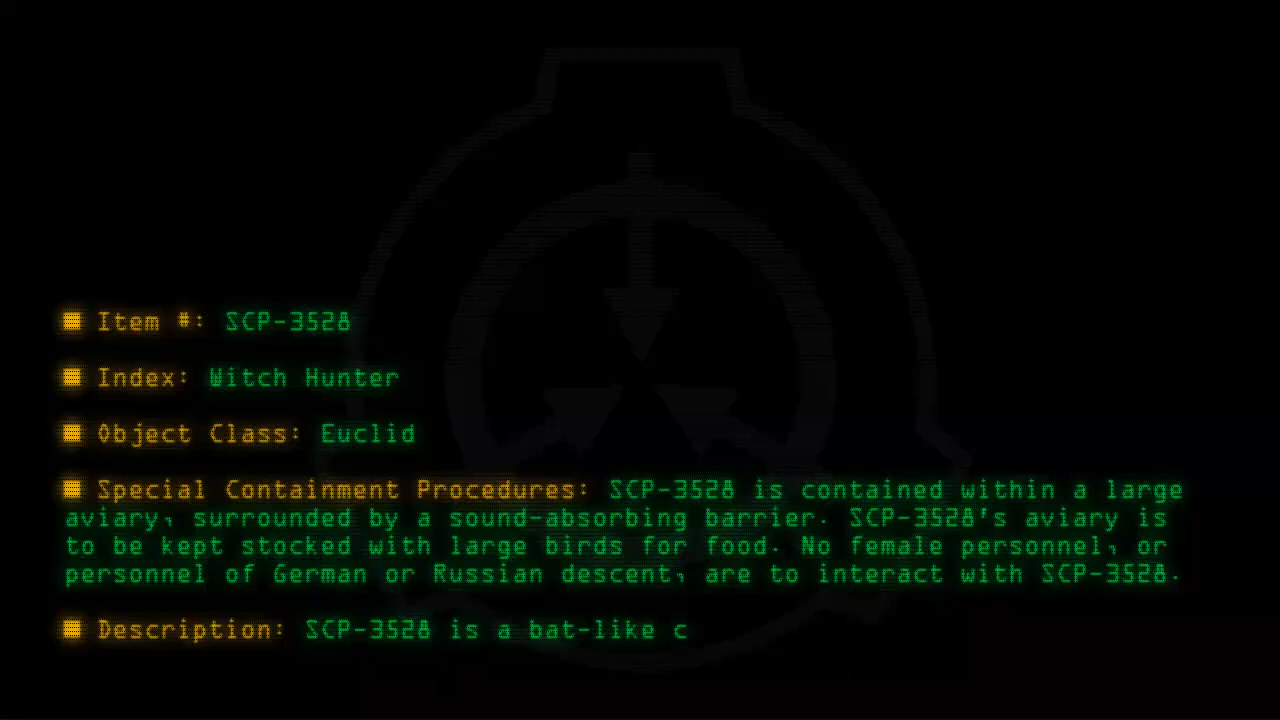 Item #: SCP-3528
Index: Witch Hunter
Object Class: Euclid
Special Containment Procedures: SCP-3528 is contained within a large
aviary, surrounded by a sound-absorbing barrier. SCP-3528's aviary is
to be kept stocked with large birds for food. No female personnel, or
personnel of German or Russian descent, are to interact with SCP-3528.
Description: SCP-3528 is a bat-like c